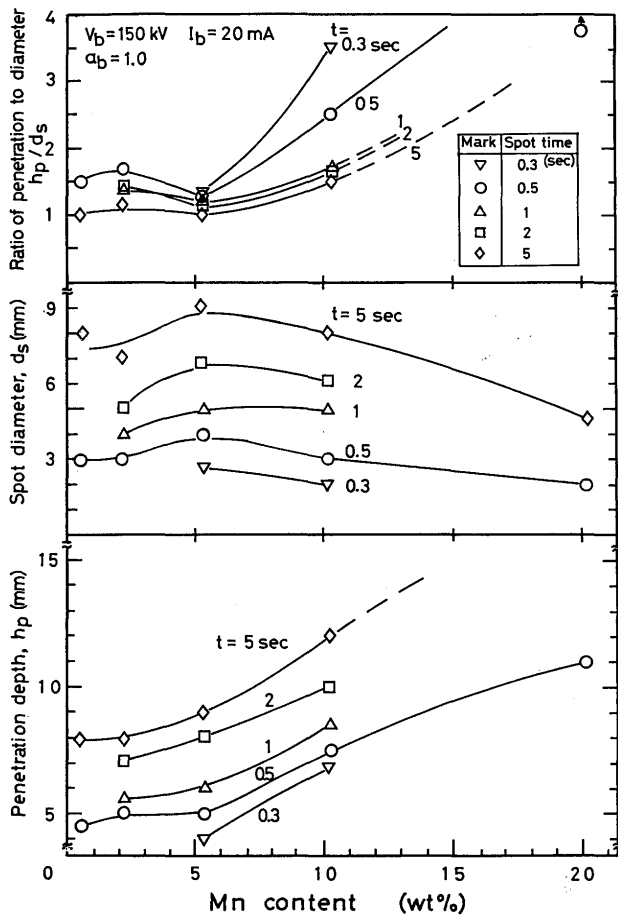 4
V_b=150 kV I_b=20 mA
α_b=1.0
t=
0.3 sec
0.5
1
2
5
3
2
1
Ratio of penetration to diameter
hp/ds
Mark Spot time
▽ 0.3 (sec)
○ 0.5
△ 1
□ 2
◇ 5
9
6
3
Spot diameter, ds (mm)
t= 5 sec
2
1
0.5
0.3
15
10
5
Penetration depth, hp (mm)
t = 5 sec
2
1
0.5
0.3
0 5 10 15 20
Mn content (wt%)